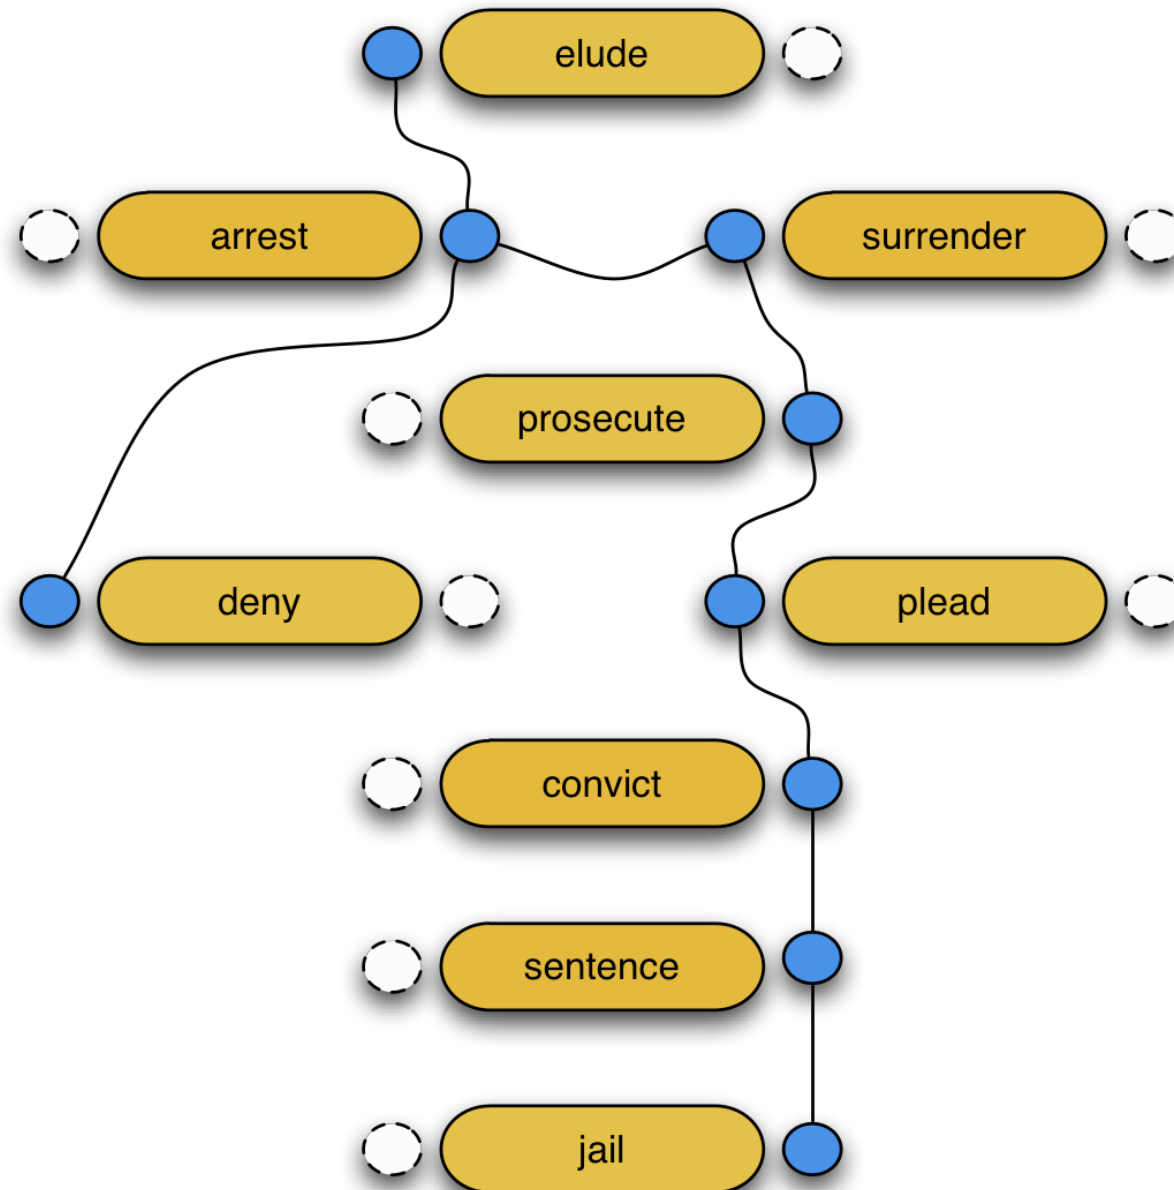 elude
arrest
surrender
prosecute
deny
plead
convict
sentence
jail